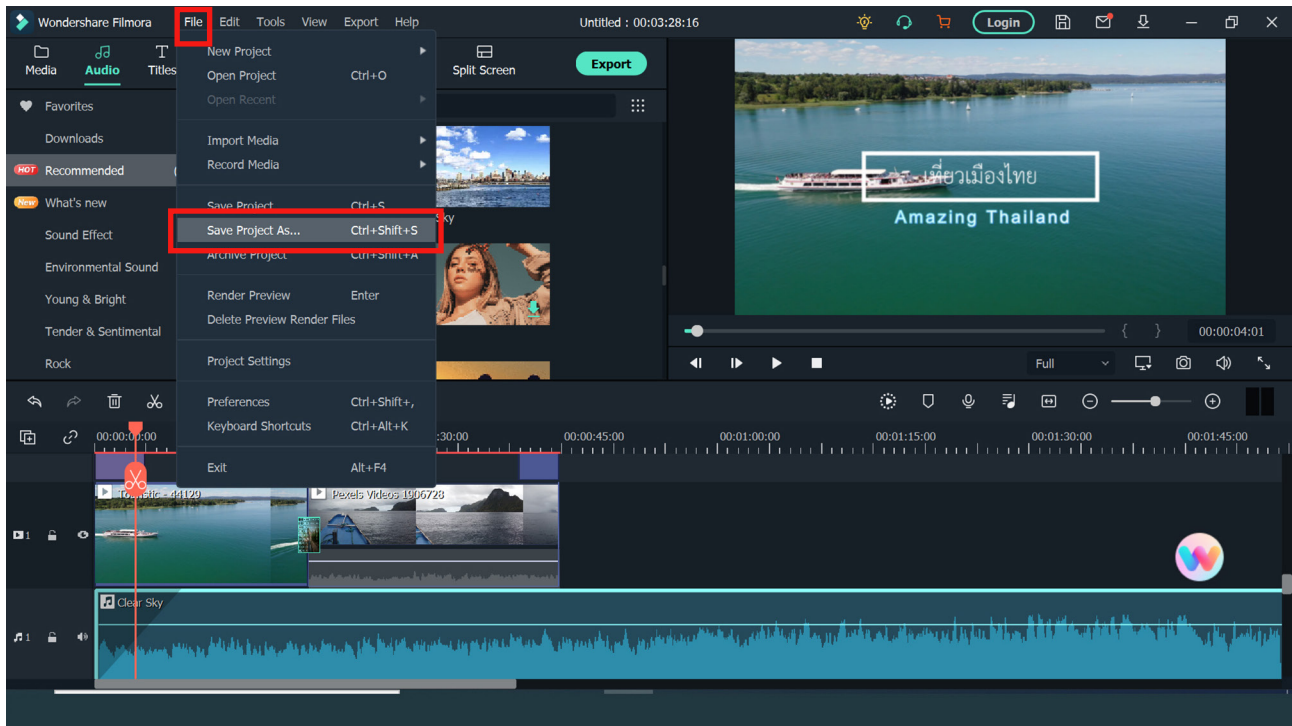 Wondershare Filmora File Edit Tools View Export Help Untitled : 00:03:28:16 Login
Media Audio Titles Split Screen Export
New Project
Open Project Ctrl+O
Open Recent
Import Media
Record Media
Save Project Ctrl+S
Save Project As... Ctrl+Shift+S
Archive Project Ctrl+Shift+A
Render Preview Enter
Delete Preview Render Files
Project Settings
Preferences Ctrl+Shift+,
Keyboard Shortcuts Ctrl+Alt+K
Exit Alt+F4
Favorites
Downloads
HOT Recommended
New What's new
Sound Effect
Environmental Sound
Young & Bright
Tender & Sentimental
Rock
Sky
เที่ยวเมืองไทย
Amazing Thailand
{ } 00:00:04:01
Full
00:00:00:00 :30:00 00:00:45:00 00:01:00:00 00:01:15:00 00:01:30:00 00:01:45:00
Touristic - 44129 Pexels Videos 1906728
1
Clear Sky
1